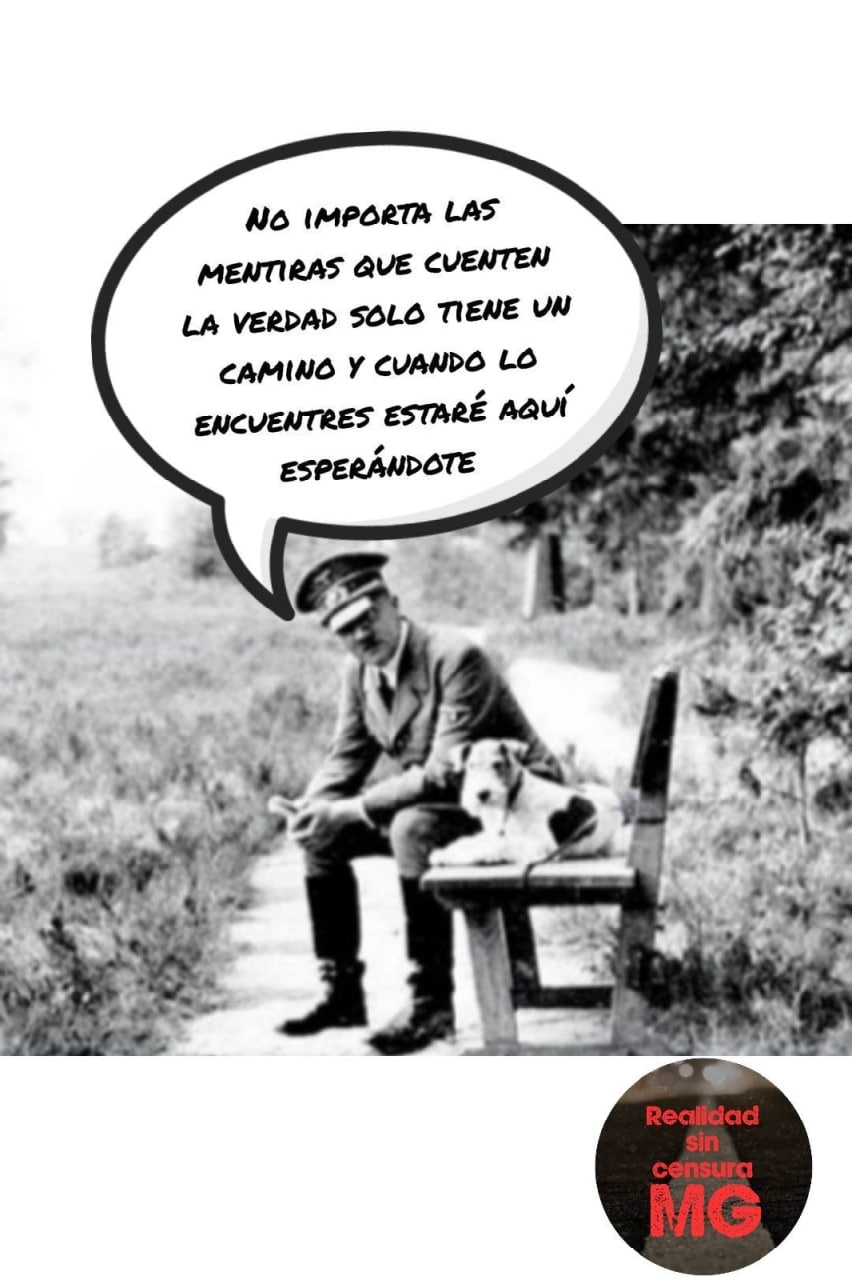 No importa las
mentiras que cuenten
la verdad solo tiene un
camino y cuando lo
encuentres estaré aquí
esperándote
Realidad
sin
censura
MG